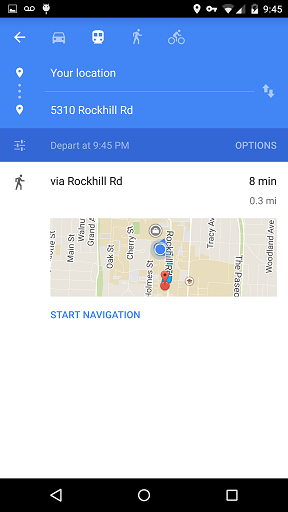 9:45
Your location
5310 Rockhill Rd
Depart at 9:45 PM
OPTIONS
via Rockhill Rd
8 min
0.3 mi
Main St
Walnut
Grand A
Oak St
Cherry St
Holmes St
Rockhill Rd
Tracy Ave
The Paseo
Woodland Ave
START NAVIGATION